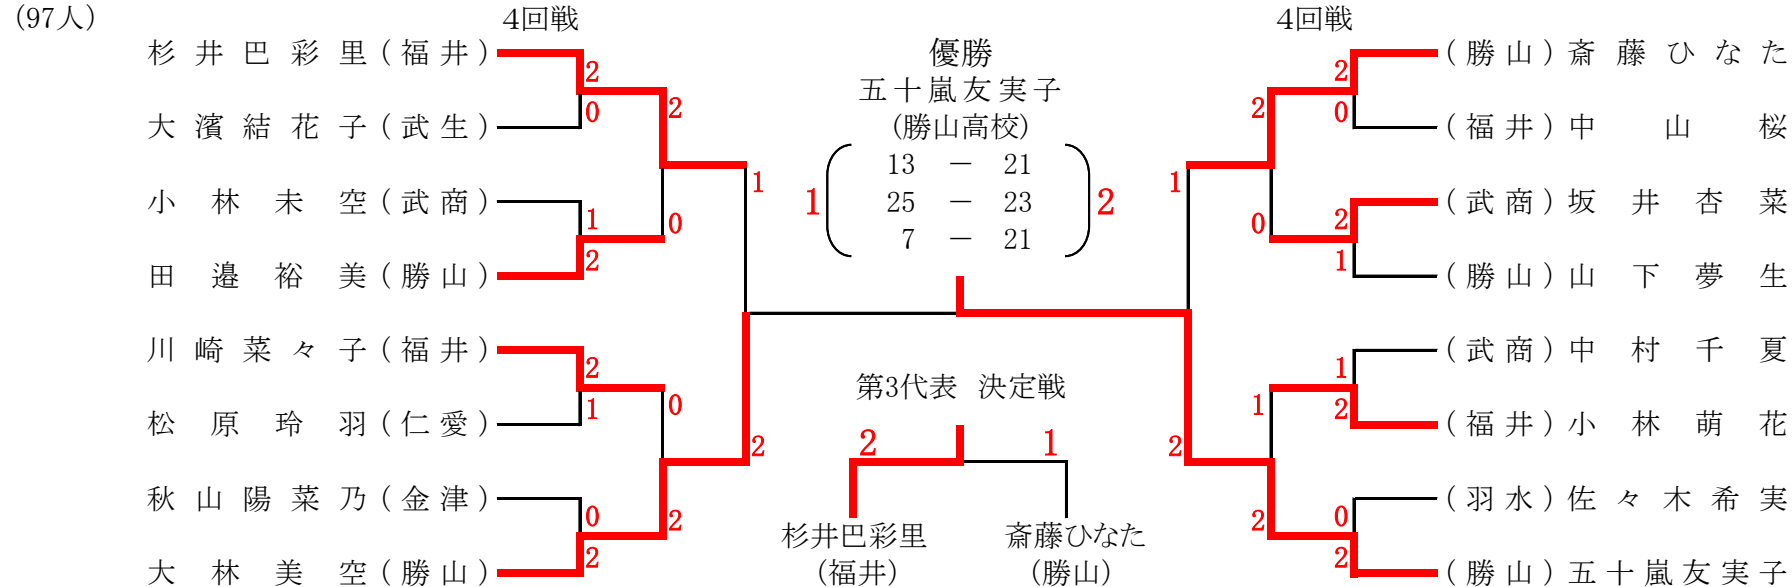 (97人)
4回戦
4回戦
杉井巴彩里(福井)
2
0
大濱結花子(武生)
2
小林未空(武商)
1
2
田邉裕美(勝山)
0
1
川崎菜々子(福井)
2
1
松原玲羽(仁愛)
0
秋山陽菜乃(金津)
0
2
大林美空(勝山)
2
2
優勝
五十嵐友実子
(勝山高校)
13 － 21
1 25 － 23 2
7 － 21
第3代表 決定戦
2 1
杉井巴彩里 斎藤ひなた
(福井) (勝山)
(勝山)斎藤ひなた
2
0
(福井)中山桜
2
(武商)坂井杏菜
2
1
(勝山)山下夢生
0
1
(武商)中村千夏
1
2
(福井)小林萌花
1
(羽水)佐々木希実
0
2
(勝山)五十嵐友実子
2
2